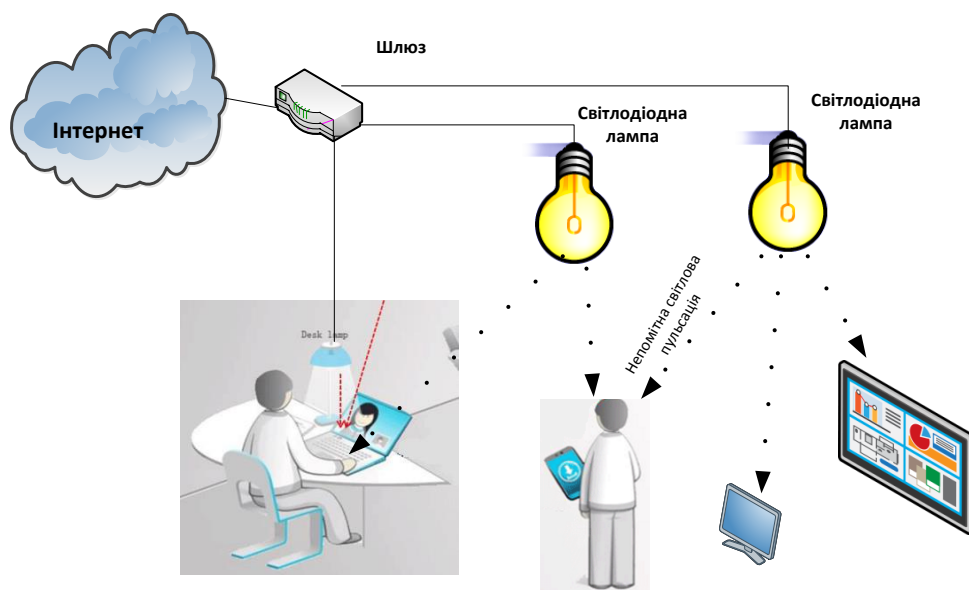 Шлюз
Інтернет
Світлодіодна
лампа
Світлодіодна
лампа
Непомітна світлова
пульсація
Desk lamp